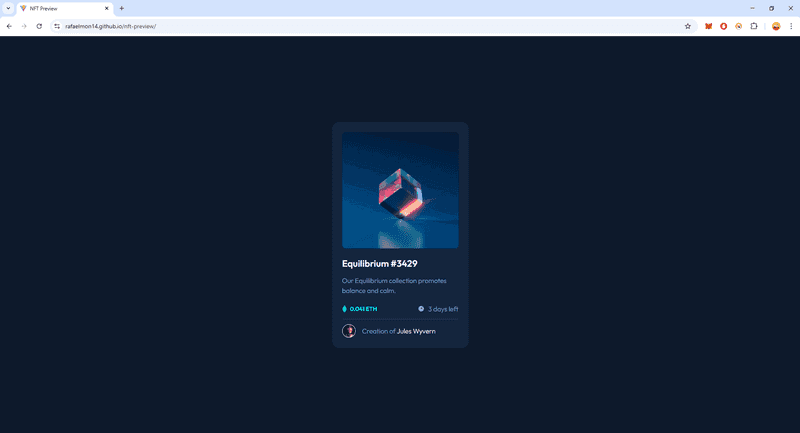 NFT Preview
rafaelmon14.github.io/nft-preview/
Equilibrium #3429
Our Equilibrium collection promotes
balance and calm.
0.041 ETH
3 days left
Creation of Jules Wyvern